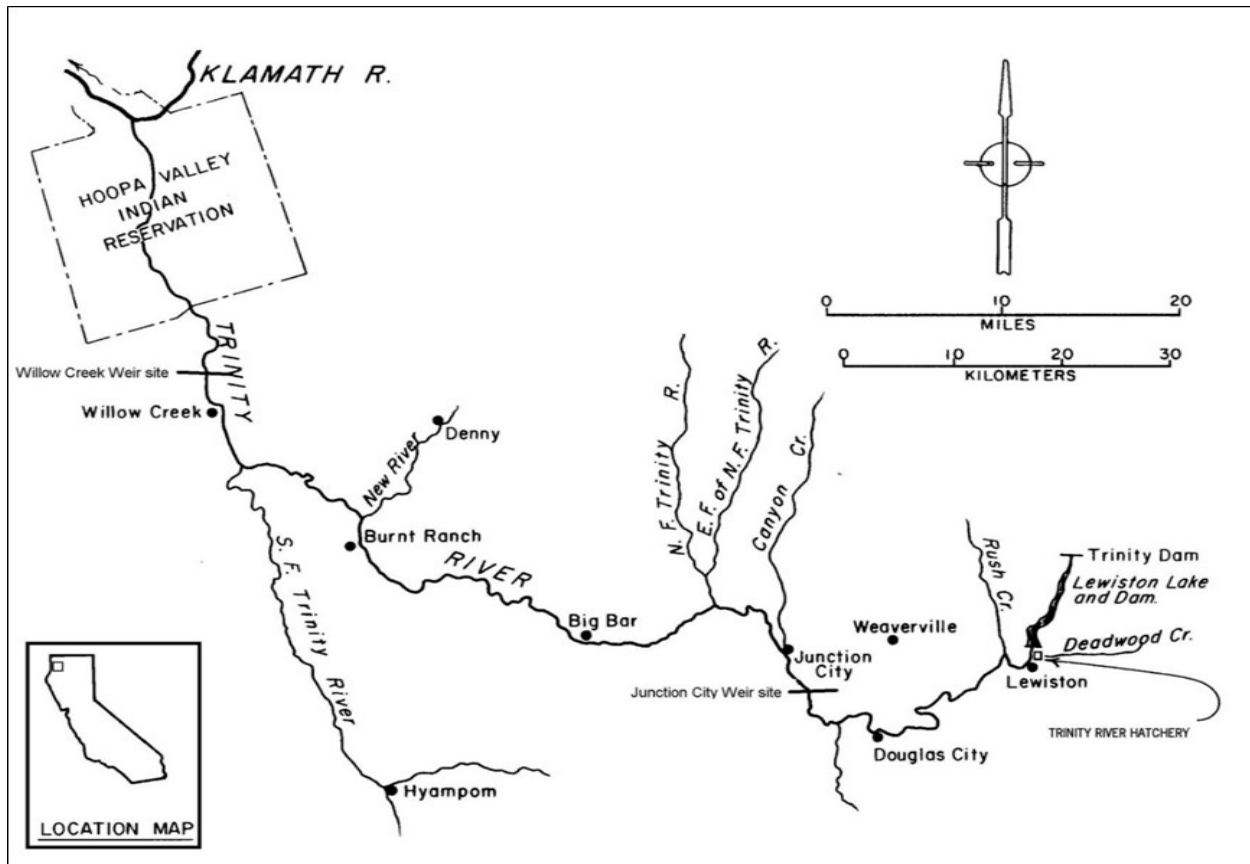 KLAMATH R.
HOOPA VALLEY
INDIAN
RESERVATION
0 10 20
MILES
0 10 20 30
KILOMETERS
TRINITY
Willow Creek Weir site
Willow Creek
Denny
New River
N. F. Trinity R.
E. F. of N. F. Trinity R.
Canyon Cr.
Burnt Ranch
RIVER
S. F. Trinity River
Rush Cr.
Trinity Dam
Lewiston Lake
and Dam.
Deadwood Cr.
Big Bar
Weaverville
Junction
City
Lewiston
Junction City Weir site
TRINITY RIVER HATCHERY
Douglas City
Hyampom
LOCATION MAP